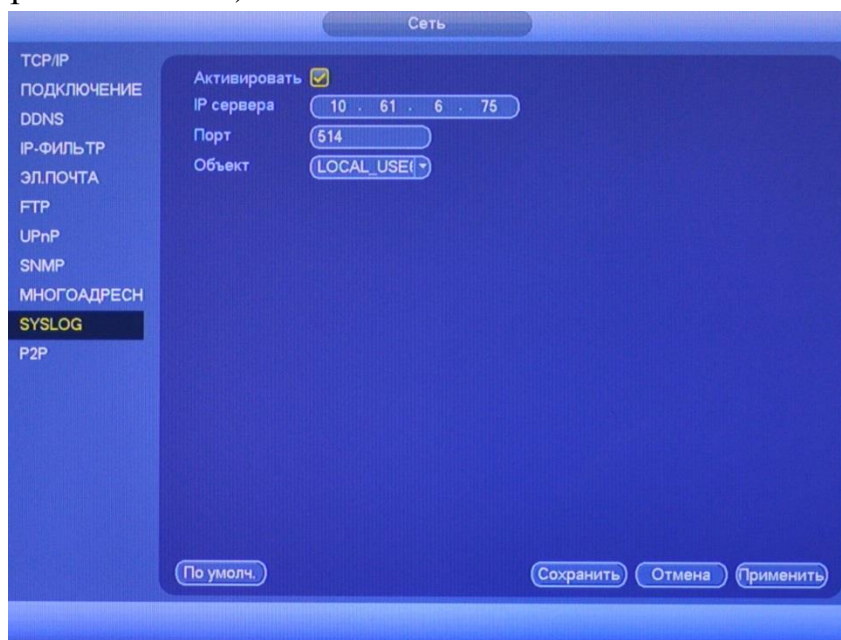 Сеть
TCP/IP
ПОДКЛЮЧЕНИЕ
DDNS
IP-ФИЛЬТР
ЭЛ.ПОЧТА
FTP
UPnP
SNMP
МНОГОАДРЕСН
SYSLOG
P2P
Активировать
IP сервера 10 . 61 . 6 . 75
Порт 514
Объект
По умолч. Сохранить Отмена Применить